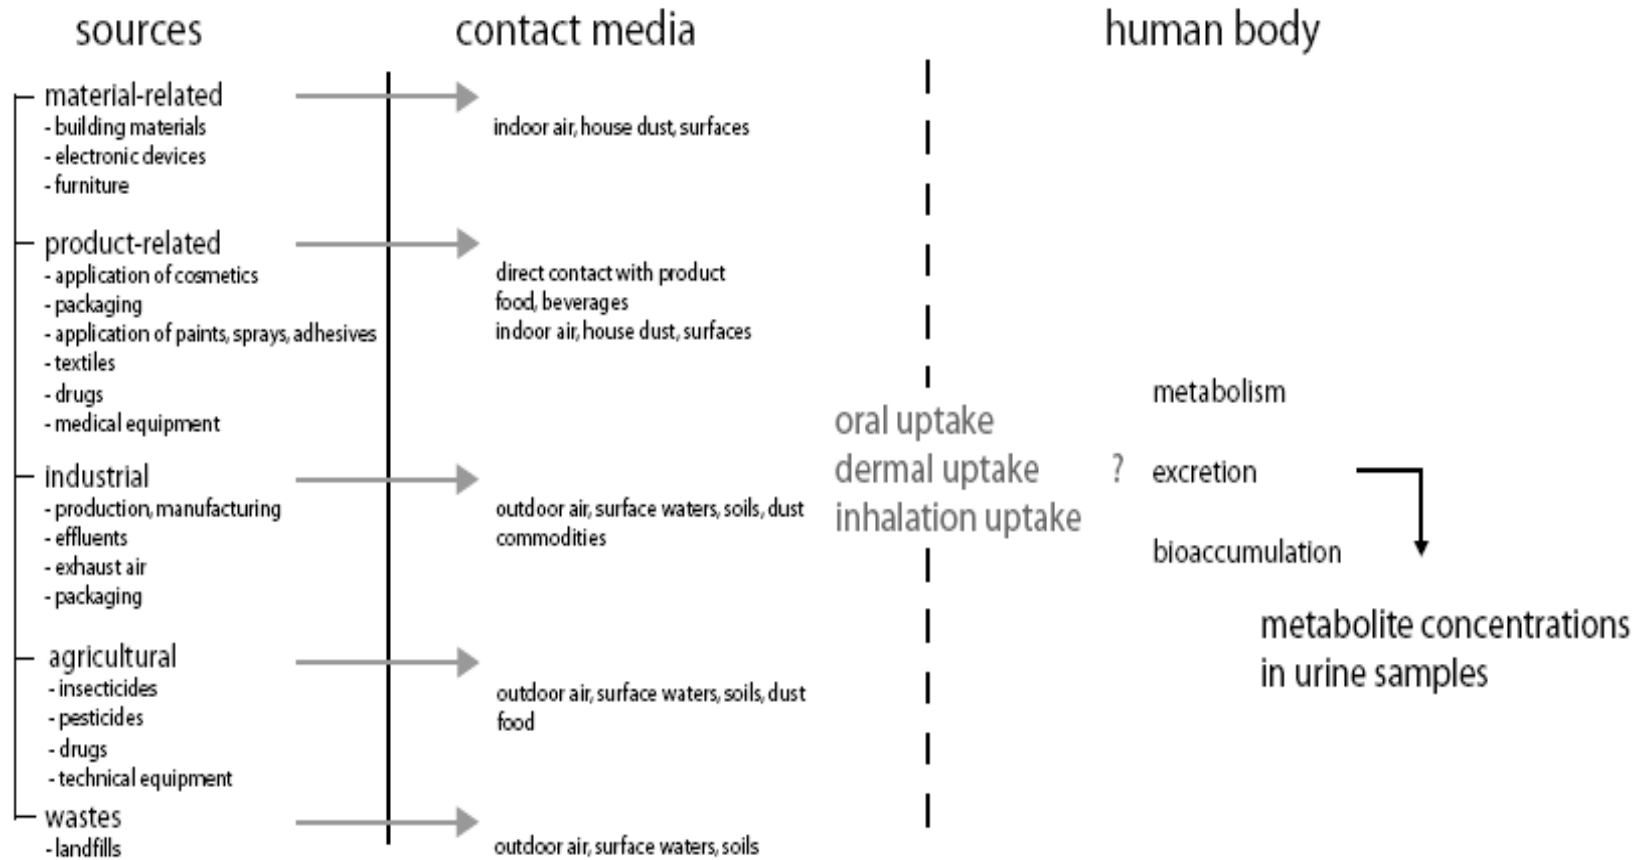 sources
contact media
human body
material-related
- building materials
- electronic devices
- furniture
indoor air, house dust, surfaces
product-related
- application of cosmetics
- packaging
- application of paints, sprays, adhesives
- textiles
- drugs
- medical equipment
direct contact with product
food, beverages
indoor air, house dust, surfaces
industrial
- production, manufacturing
- effluents
- exhaust air
- packaging
outdoor air, surface waters, soils, dust
commodities
agricultural
- insecticides
- pesticides
- drugs
- technical equipment
outdoor air, surface waters, soils, dust
food
wastes
- landfills
outdoor air, surface waters, soils
oral uptake
dermal uptake
inhalation uptake
?
metabolism
excretion
bioaccumulation
metabolite concentrations
in urine samples